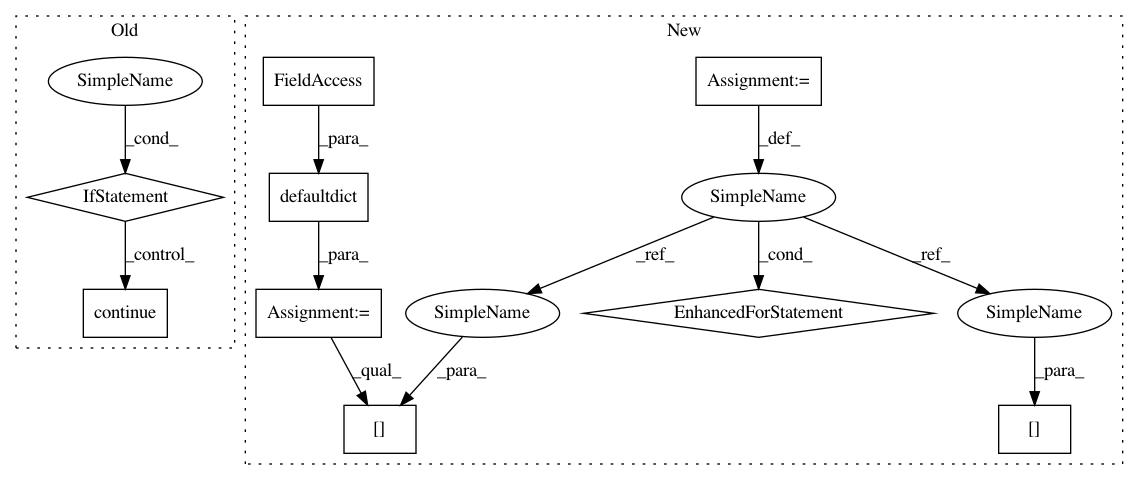 Old
New
SimpleName
FieldAccess
Assignment:=
_cond_
_para_
_def_
IfStatement
defaultdict
SimpleName
_control_
_para_
_ref_
_cond_
_ref_
continue
Assignment:=
SimpleName
EnhancedForStatement
SimpleName
_qual_
_para_
_para_
[]
[]